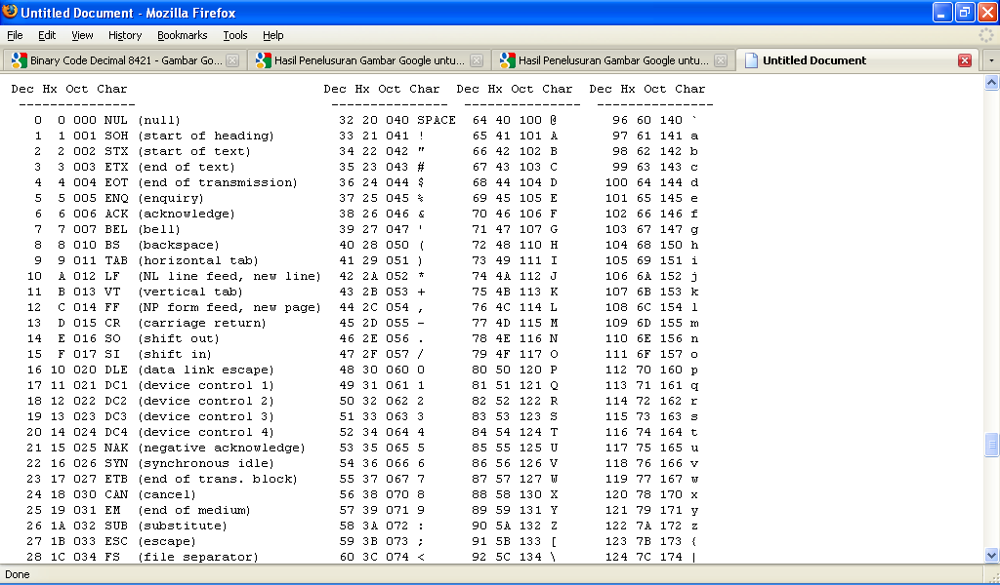 Untitled Document - Mozilla Firefox
File Edit View History Bookmarks Tools Help
Binary Code Decimal 8421 - Gambar Go... Hasil Penelusuran Gambar Google untu... Hasil Penelusuran Gambar Google untu... Untitled Document
Dec Hx Oct Char Dec Hx Oct Char Dec Hx Oct Char Dec Hx Oct Char
--------------- --------------- --------------- ---------------
0 0 000 NUL (null) 32 20 040 SPACE 64 40 100 @ 96 60 140 `
1 1 001 SOH (start of heading) 33 21 041 ! 65 41 101 A 97 61 141 a
2 2 002 STX (start of text) 34 22 042 " 66 42 102 B 98 62 142 b
3 3 003 ETX (end of text) 35 23 043 # 67 43 103 C 99 63 143 c
4 4 004 EOT (end of transmission) 36 24 044 $ 68 44 104 D 100 64 144 d
5 5 005 ENQ (enquiry) 37 25 045 % 69 45 105 E 101 65 145 e
6 6 006 ACK (acknowledge) 38 26 046 & 70 46 106 F 102 66 146 f
7 7 007 BEL (bell) 39 27 047 ' 71 47 107 G 103 67 147 g
8 8 010 BS (backspace) 40 28 050 ( 72 48 110 H 104 68 150 h
9 9 011 TAB (horizontal tab) 41 29 051 ) 73 49 111 I 105 69 151 i
10 A 012 LF (NL line feed, new line) 42 2A 052 * 74 4A 112 J 106 6A 152 j
11 B 013 VT (vertical tab) 43 2B 053 + 75 4B 113 K 107 6B 153 k
12 C 014 FF (NP form feed, new page) 44 2C 054 , 76 4C 114 L 108 6C 154 l
13 D 015 CR (carriage return) 45 2D 055 - 77 4D 115 M 109 6D 155 m
14 E 016 SO (shift out) 46 2E 056 . 78 4E 116 N 110 6E 156 n
15 F 017 SI (shift in) 47 2F 057 / 79 4F 117 O 111 6F 157 o
16 10 020 DLE (data link escape) 48 30 060 0 80 50 120 P 112 70 160 p
17 11 021 DC1 (device control 1) 49 31 061 1 81 51 121 Q 113 71 161 q
18 12 022 DC2 (device control 2) 50 32 062 2 82 52 122 R 114 72 162 r
19 13 023 DC3 (device control 3) 51 33 063 3 83 53 123 S 115 73 163 s
20 14 024 DC4 (device control 4) 52 34 064 4 84 54 124 T 116 74 164 t
21 15 025 NAK (negative acknowledge) 53 35 065 5 85 55 125 U 117 75 165 u
22 16 026 SYN (synchronous idle) 54 36 066 6 86 56 126 V 118 76 166 v
23 17 027 ETB (end of trans. block) 55 37 067 7 87 57 127 W 119 77 167 w
24 18 030 CAN (cancel) 56 38 070 8 88 58 130 X 120 78 170 x
25 19 031 EM (end of medium) 57 39 071 9 89 59 131 Y 121 79 171 y
26 1A 032 SUB (substitute) 58 3A 072 : 90 5A 132 Z 122 7A 172 z
27 1B 033 ESC (escape) 59 3B 073 ; 91 5B 133 [ 123 7B 173 {
28 1C 034 FS (file separator) 60 3C 074 < 92 5C 134 \ 124 7C 174 |
Done